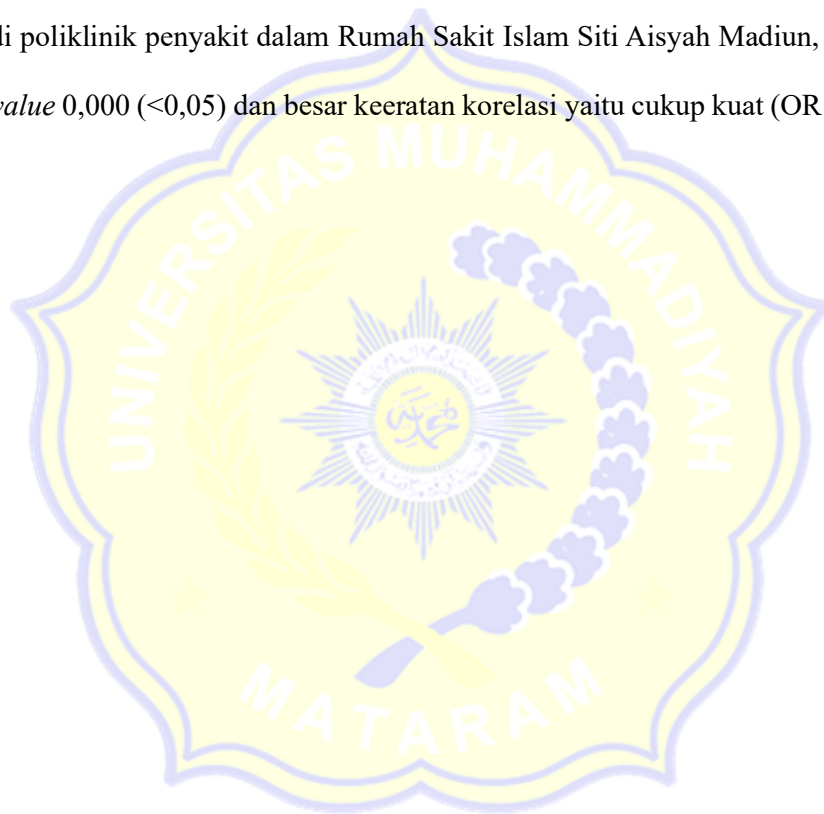 di poliklinik penyakit dalam Rumah Sakit Islam Siti Aisyah Madiun,
value 0,000 (<0,05) dan besar keeratan korelasi yaitu cukup kuat (OR
UNIVERSITAS MUHAMMADIYAH
MATARAM